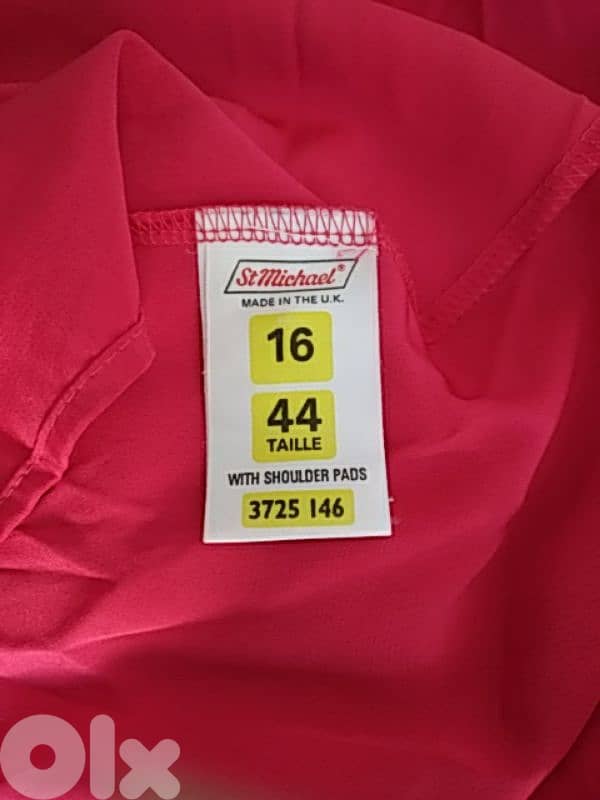 St Michael®
MADE IN THE U.K.
16
44
TAILLE
WITH SHOULDER PADS
3725 146
Olx